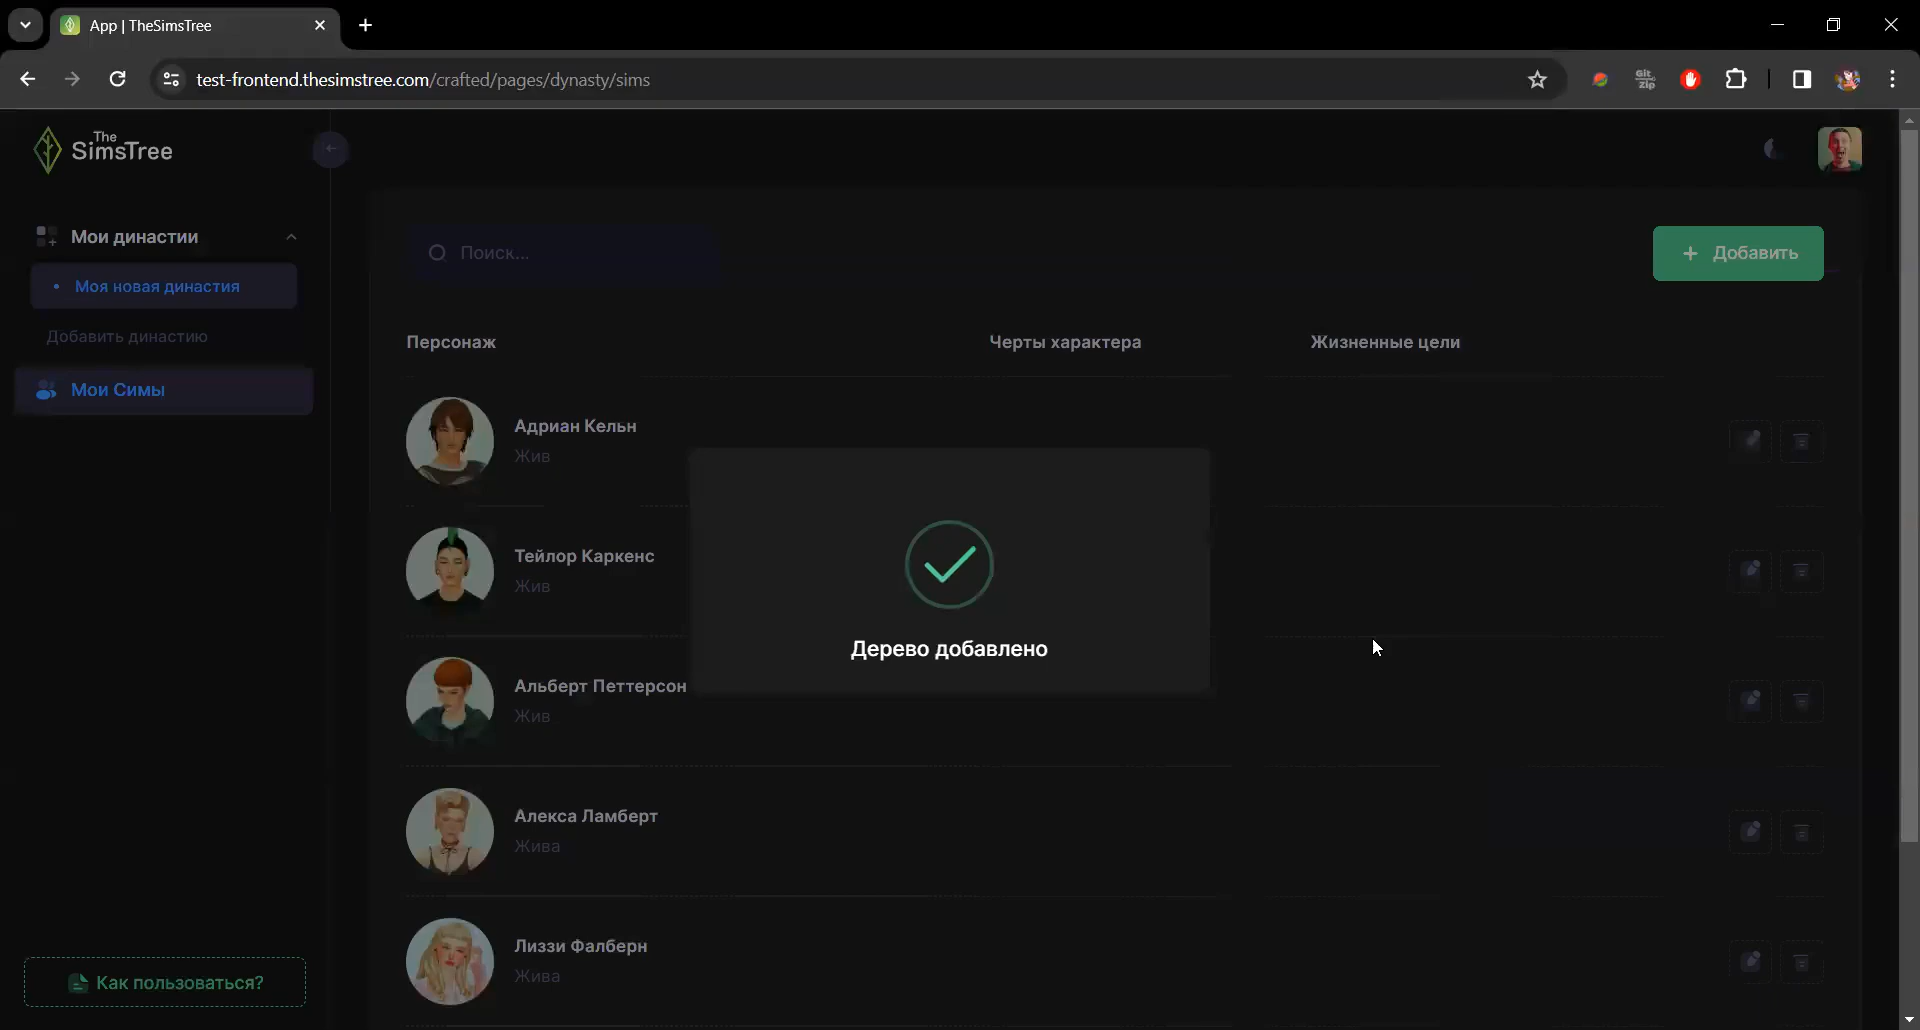 App | TheSimsTree
test-frontend.thesimstree.com/crafted/pages/dynasty/sims
Git
Zip
The
SimsTree
Мои династии
Моя новая династия
Добавить династию
Мои Симы
Как пользоваться?
Поиск...
Добавить
Персонаж
Черты характера
Жизненные цели
Адриан Кельн
Жив
Тейлор Каркенс
Жив
Альберт Петтерсон
Жив
Алекса Ламберт
Жива
Лиззи Фалберн
Жива
Дерево добавлено